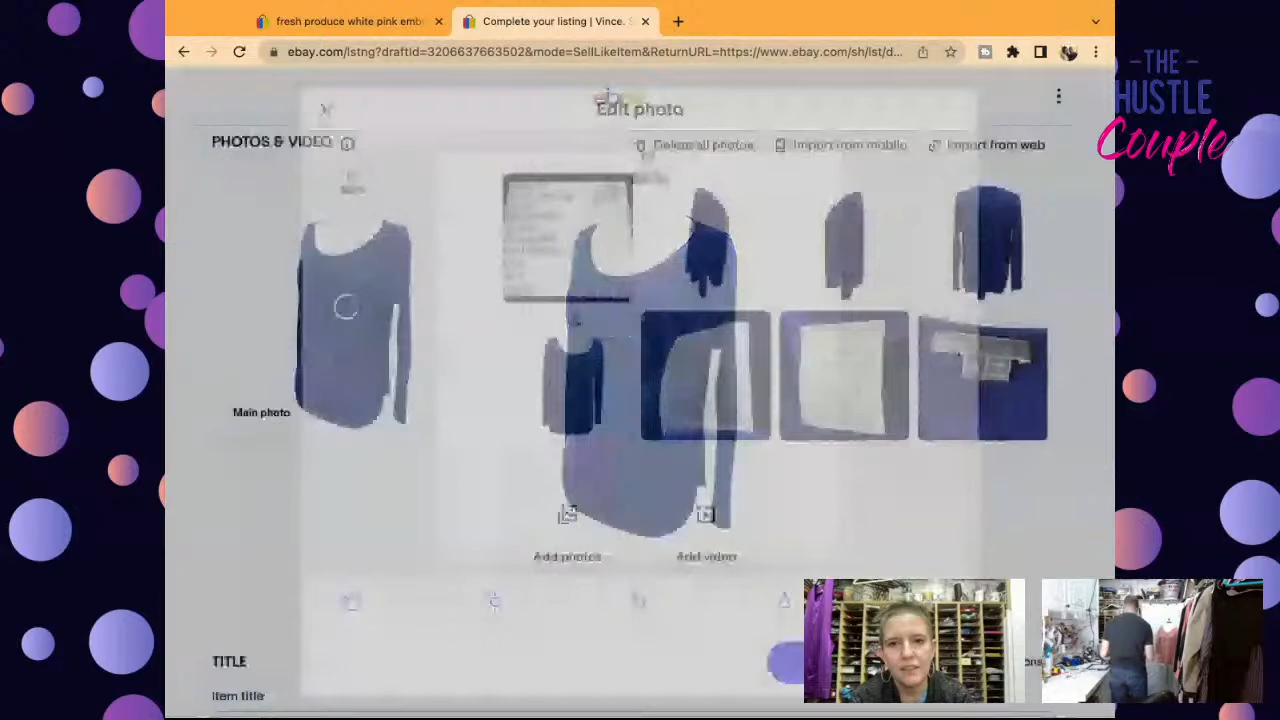 fresh produce white pink emb
Complete your listing | Vince. S
ebay.com/lstng?draftId=3206637663502&mode=SellLikeItem&ReturnURL=https://www.ebay.com/sh/lst/d...
-THE-
HUSTLE
Couple
Edit photo
PHOTOS & VIDEO
Delete all photos
Import from mobile
Import from web
Main photo
Add photos
Add video
TITLE
Item title